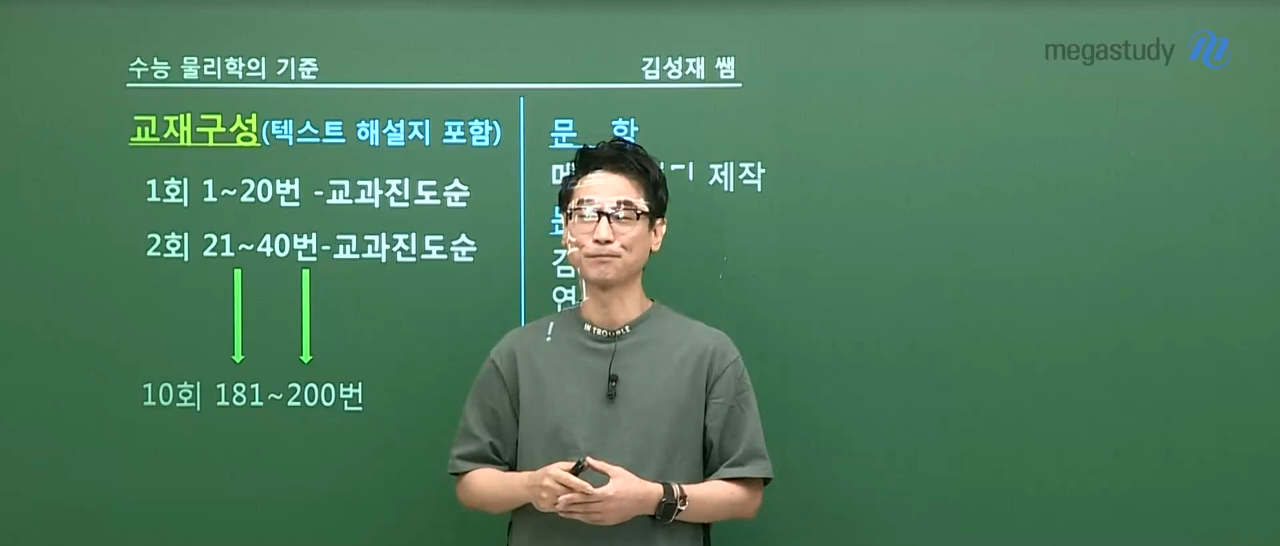 megastudy
수능 물리학의 기준 김성재 쌤
교재구성(텍스트 해설지 포함)
1회 1~20번 -교과진도순
2회 21~40번-교과진도순
10회 181~200번
문 학
제작
!
IN TROUBLE